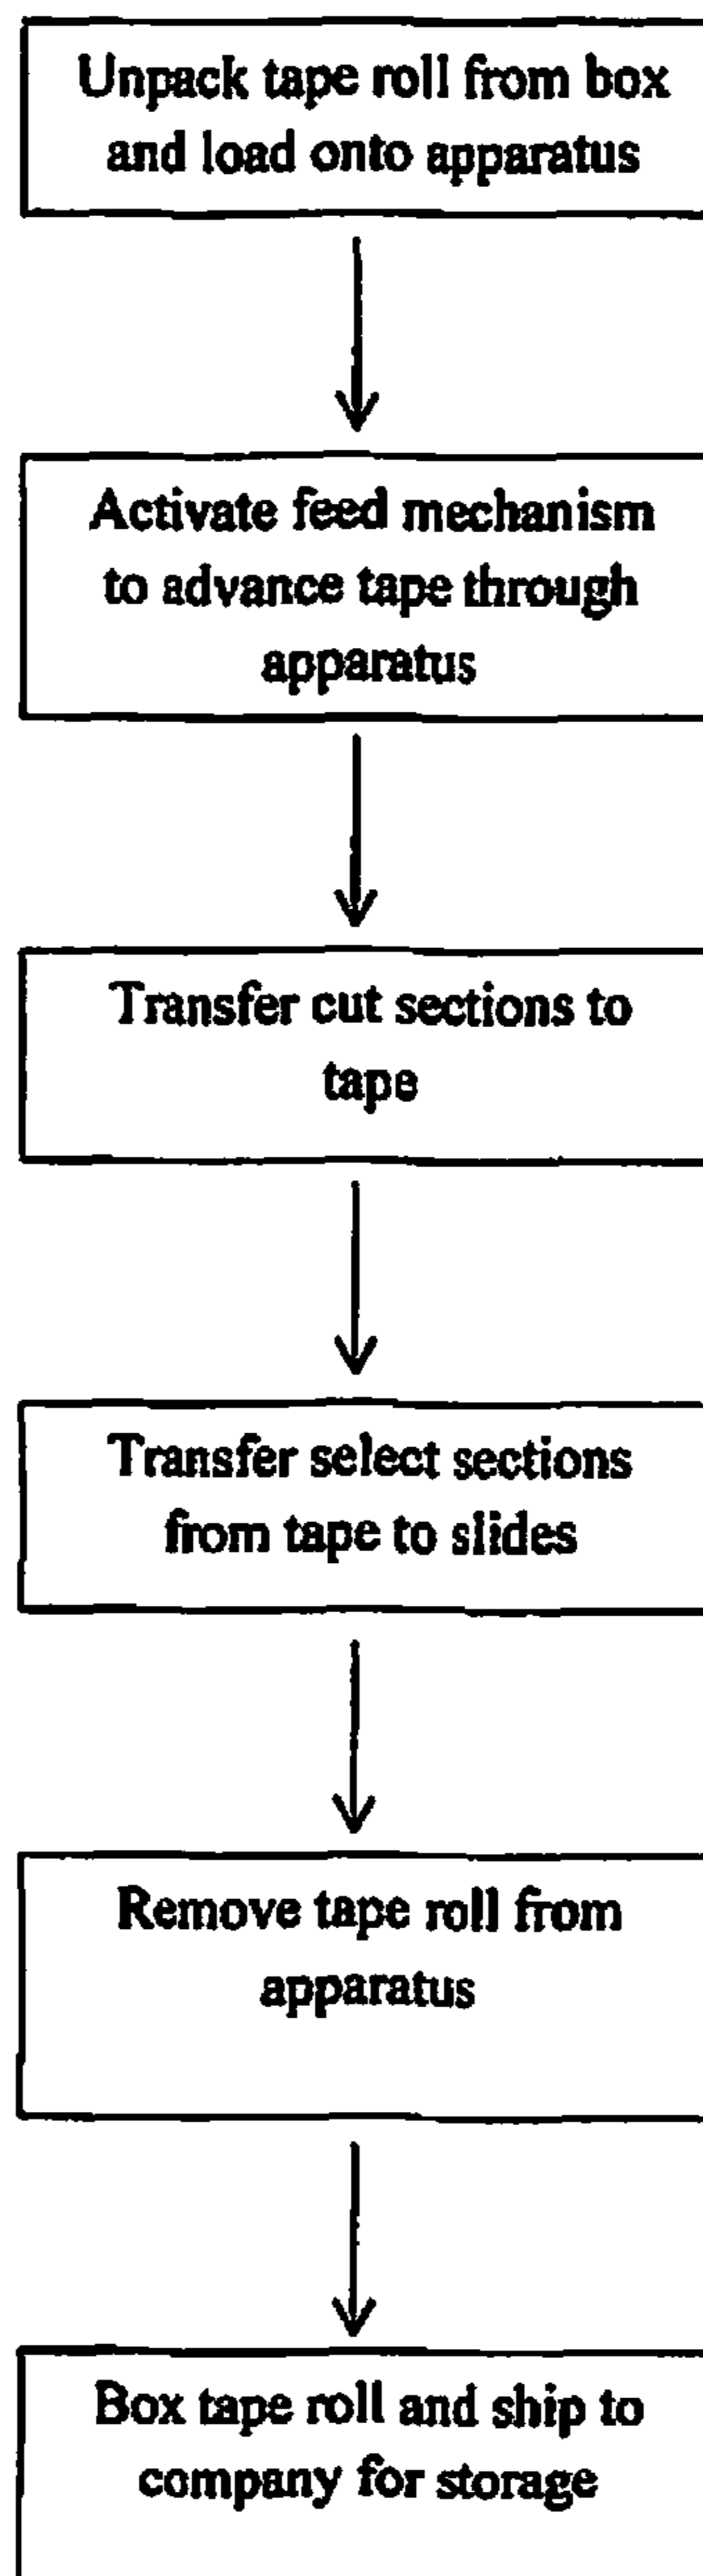 Unpack tape roll from box
and load onto apparatus
Activate feed mechanism
to advance tape through
apparatus
Transfer cut sections to
tape
Transfer select sections
from tape to slides
Remove tape roll from
apparatus
Box tape roll and ship to
company for storage